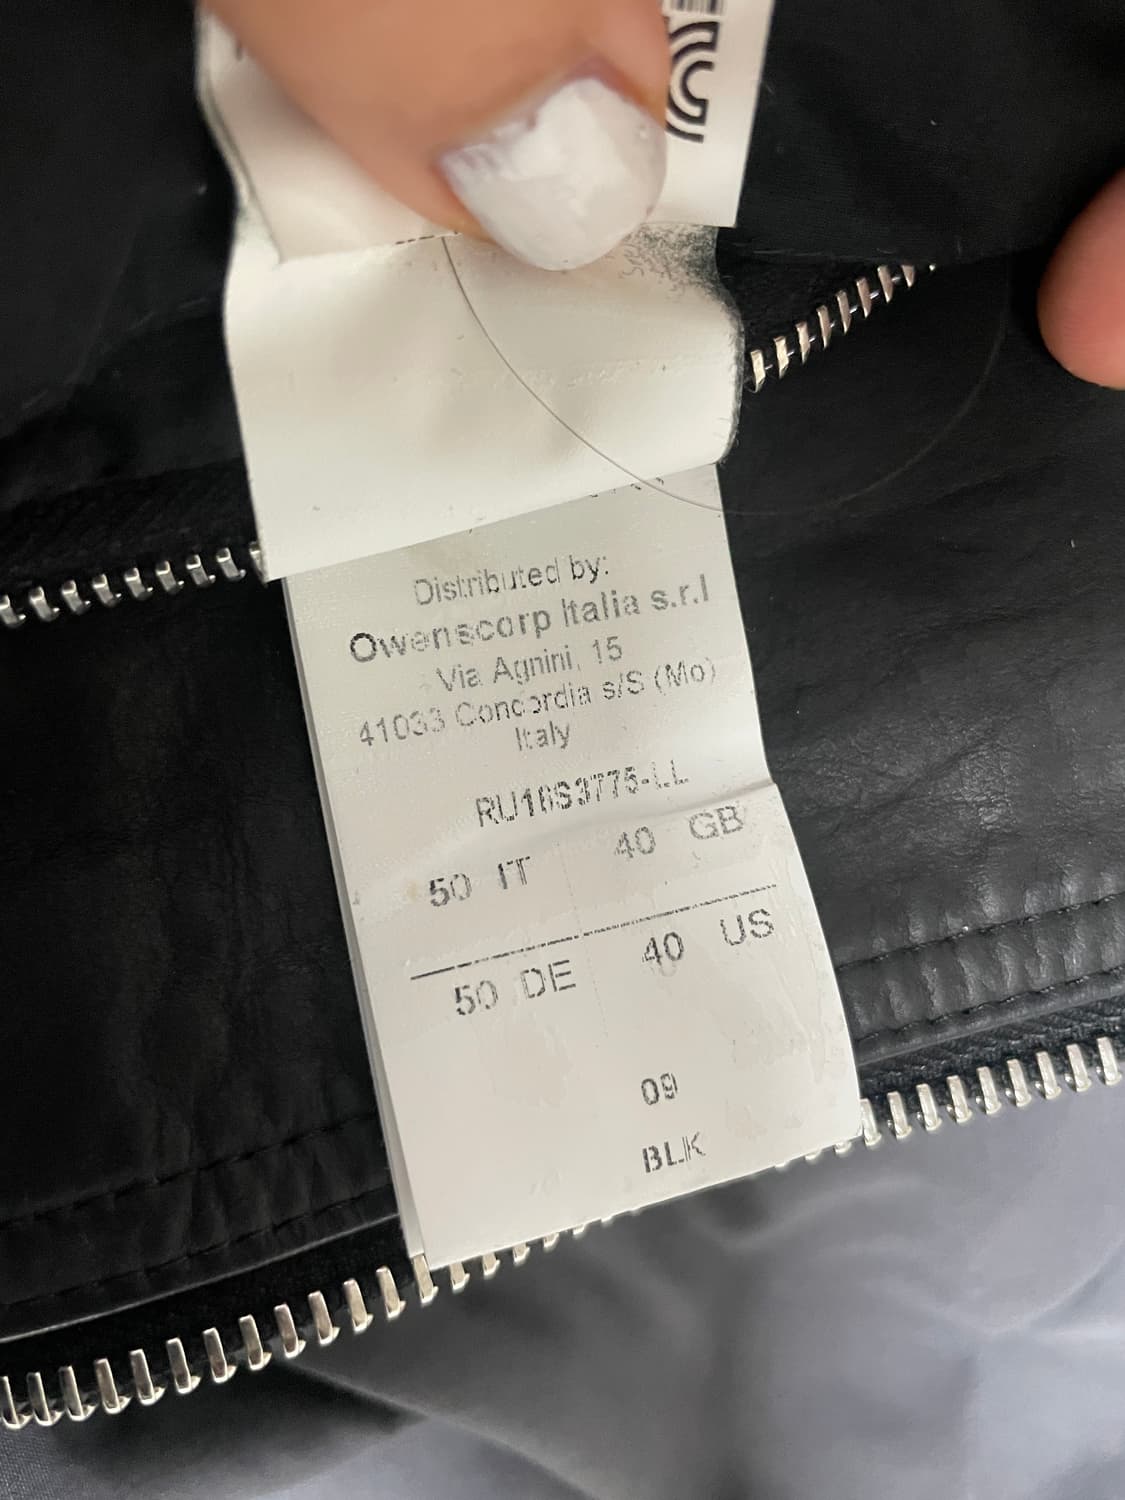 Distributed by:
Owenscorp Italia s.r.l
Via Agnini, 15
41033 Concordia s/S (Mo)
Italy
RU16S3775-LL
50 IT 40 GB
50 DE 40 US
09
BLK